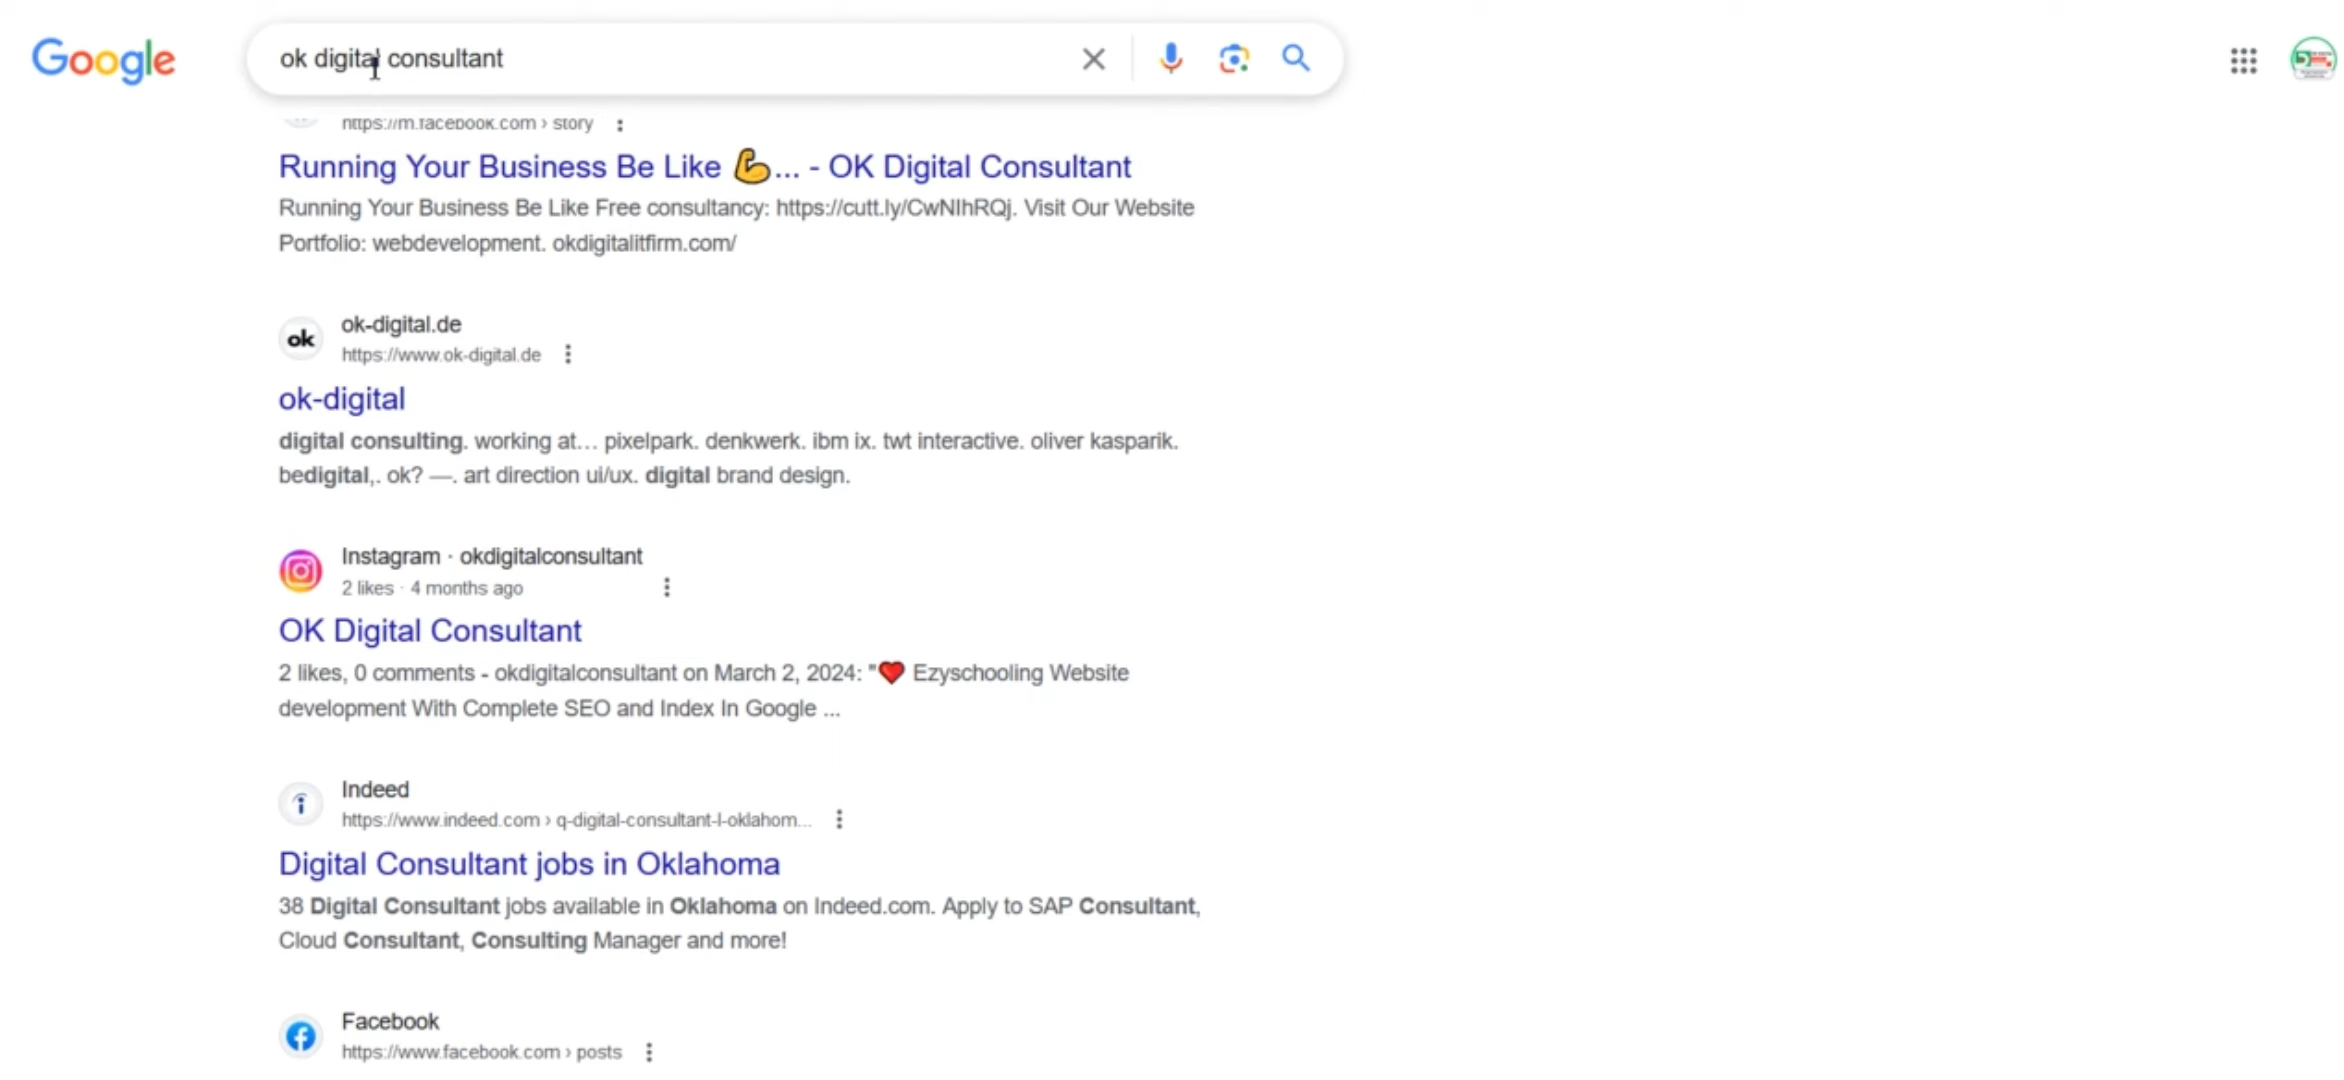 Google
ok digital consultant
https://m.facebook.com › story
Running Your Business Be Like 💪... - OK Digital Consultant
Running Your Business Be Like Free consultancy: https://cutt.ly/CwNIhRQj. Visit Our Website
Portfolio: webdevelopment. okdigitalitfirm.com/
ok
ok-digital.de
https://www.ok-digital.de
ok-digital
digital consulting. working at… pixelpark. denkwerk. ibm ix. twt interactive. oliver kasparik.
bedigital,. ok? —. art direction ui/ux. digital brand design.
Instagram · okdigitalconsultant
2 likes · 4 months ago
OK Digital Consultant
2 likes, 0 comments - okdigitalconsultant on March 2, 2024: "❤️ Ezyschooling Website
development With Complete SEO and Index In Google ...
Indeed
https://www.indeed.com › q-digital-consultant-l-oklahom...
Digital Consultant jobs in Oklahoma
38 Digital Consultant jobs available in Oklahoma on Indeed.com. Apply to SAP Consultant,
Cloud Consultant, Consulting Manager and more!
Facebook
https://www.facebook.com › posts